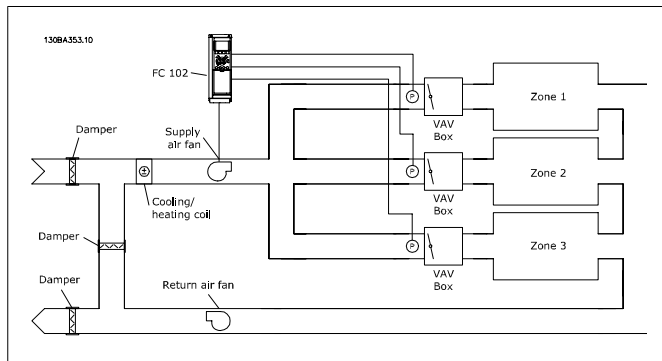 130BA353.10
FC 102
Damper
Supply
air fan
Cooling/
heating coil
Damper
Damper
Return air fan
P
VAV
Box
Zone 1
P
VAV
Box
Zone 2
P
VAV
Box
Zone 3